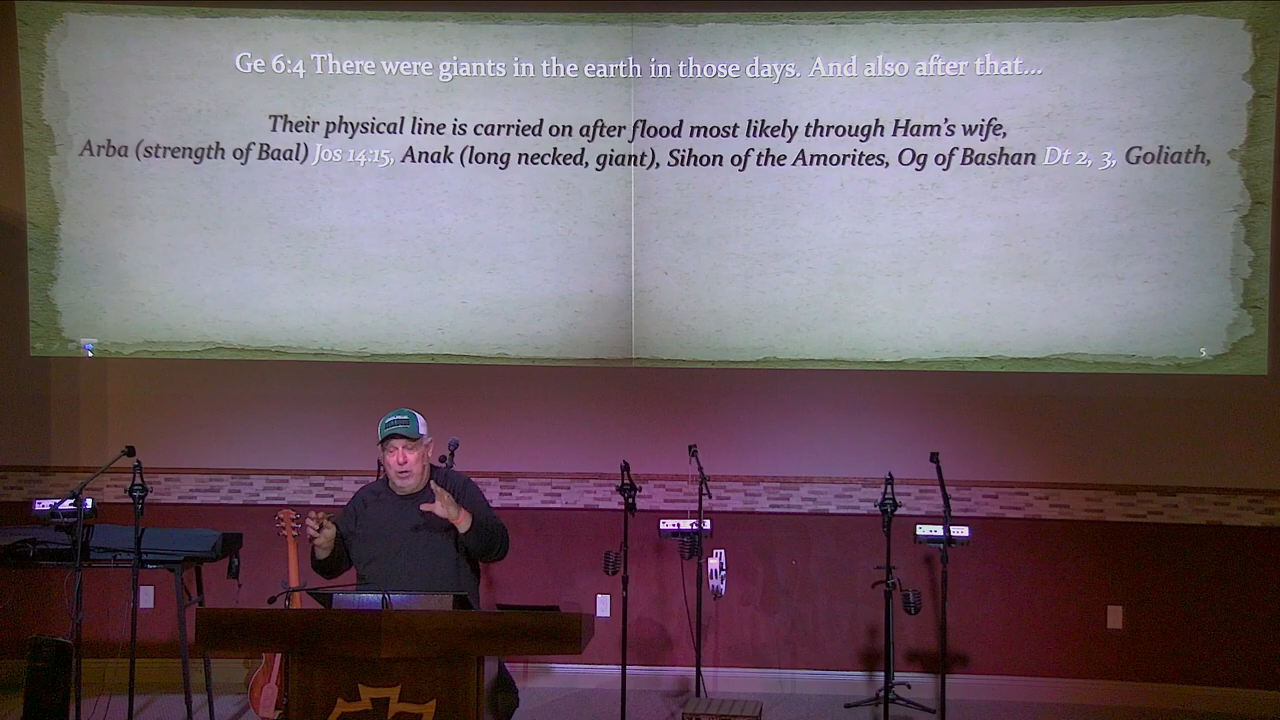 Ge 6:4 There were giants in the earth in those days. And also after that...
Their physical line is carried on after flood most likely through Ham's wife,
Arba (strength of Baal) Jos 14:15, Anak (long necked, giant), Sihon of the Amorites, Og of Bashan Dt 2, 3, Goliath,
5